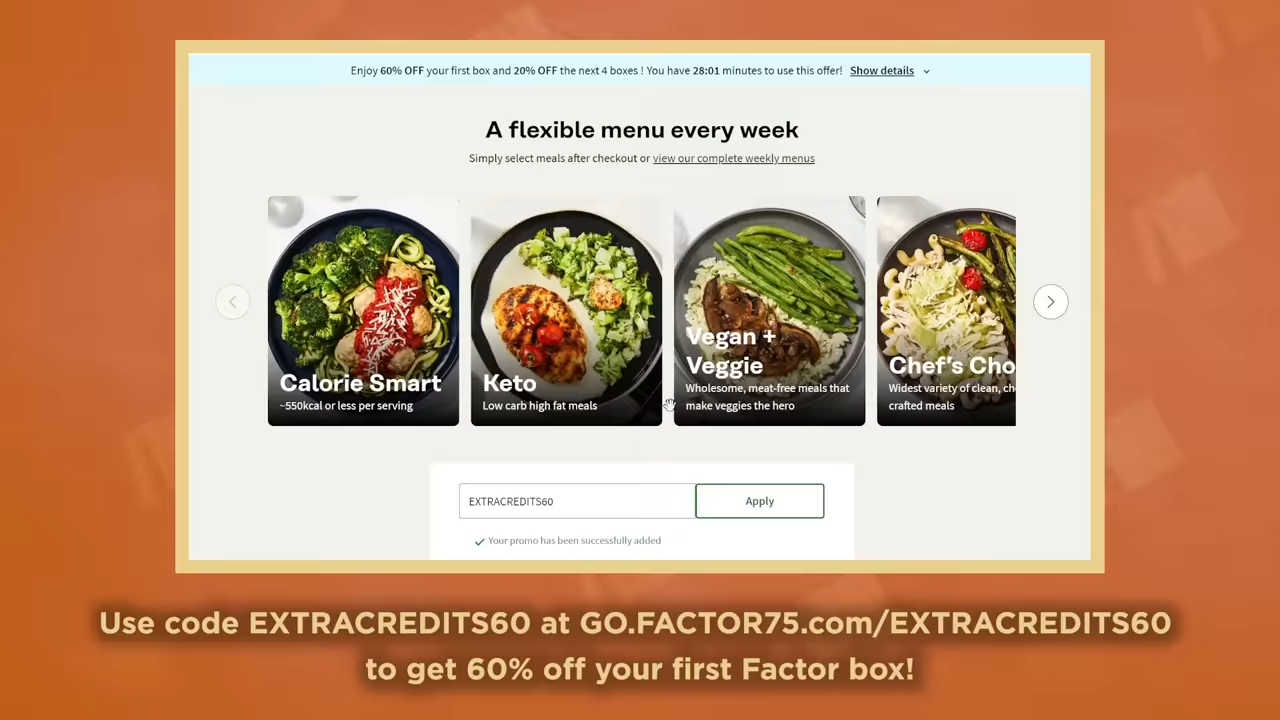 Enjoy 60% OFF your first box and 20% OFF the next 4 boxes ! You have 28:01 minutes to use this offer! Show details
A flexible menu every week
Simply select meals after checkout or view our complete weekly menus
Calorie Smart
~550kcal or less per serving
Keto
Low carb high fat meals
Vegan +
Veggie
Wholesome, meat-free meals that
make veggies the hero
Chef's Cho
Widest variety of clean, ch
crafted meals
EXTRACREDITS60
Apply
Your promo has been successfully added
Use code EXTRACREDITS60 at GO.FACTOR75.com/EXTRACREDITS60
to get 60% off your first Factor box!